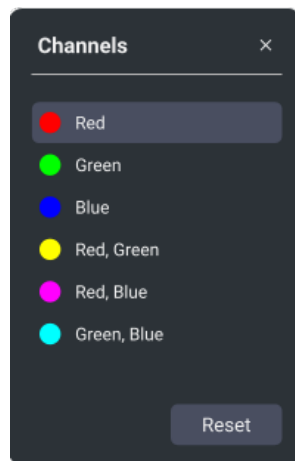 Channels
Red
Green
Blue
Red, Green
Red, Blue
Green, Blue
Reset